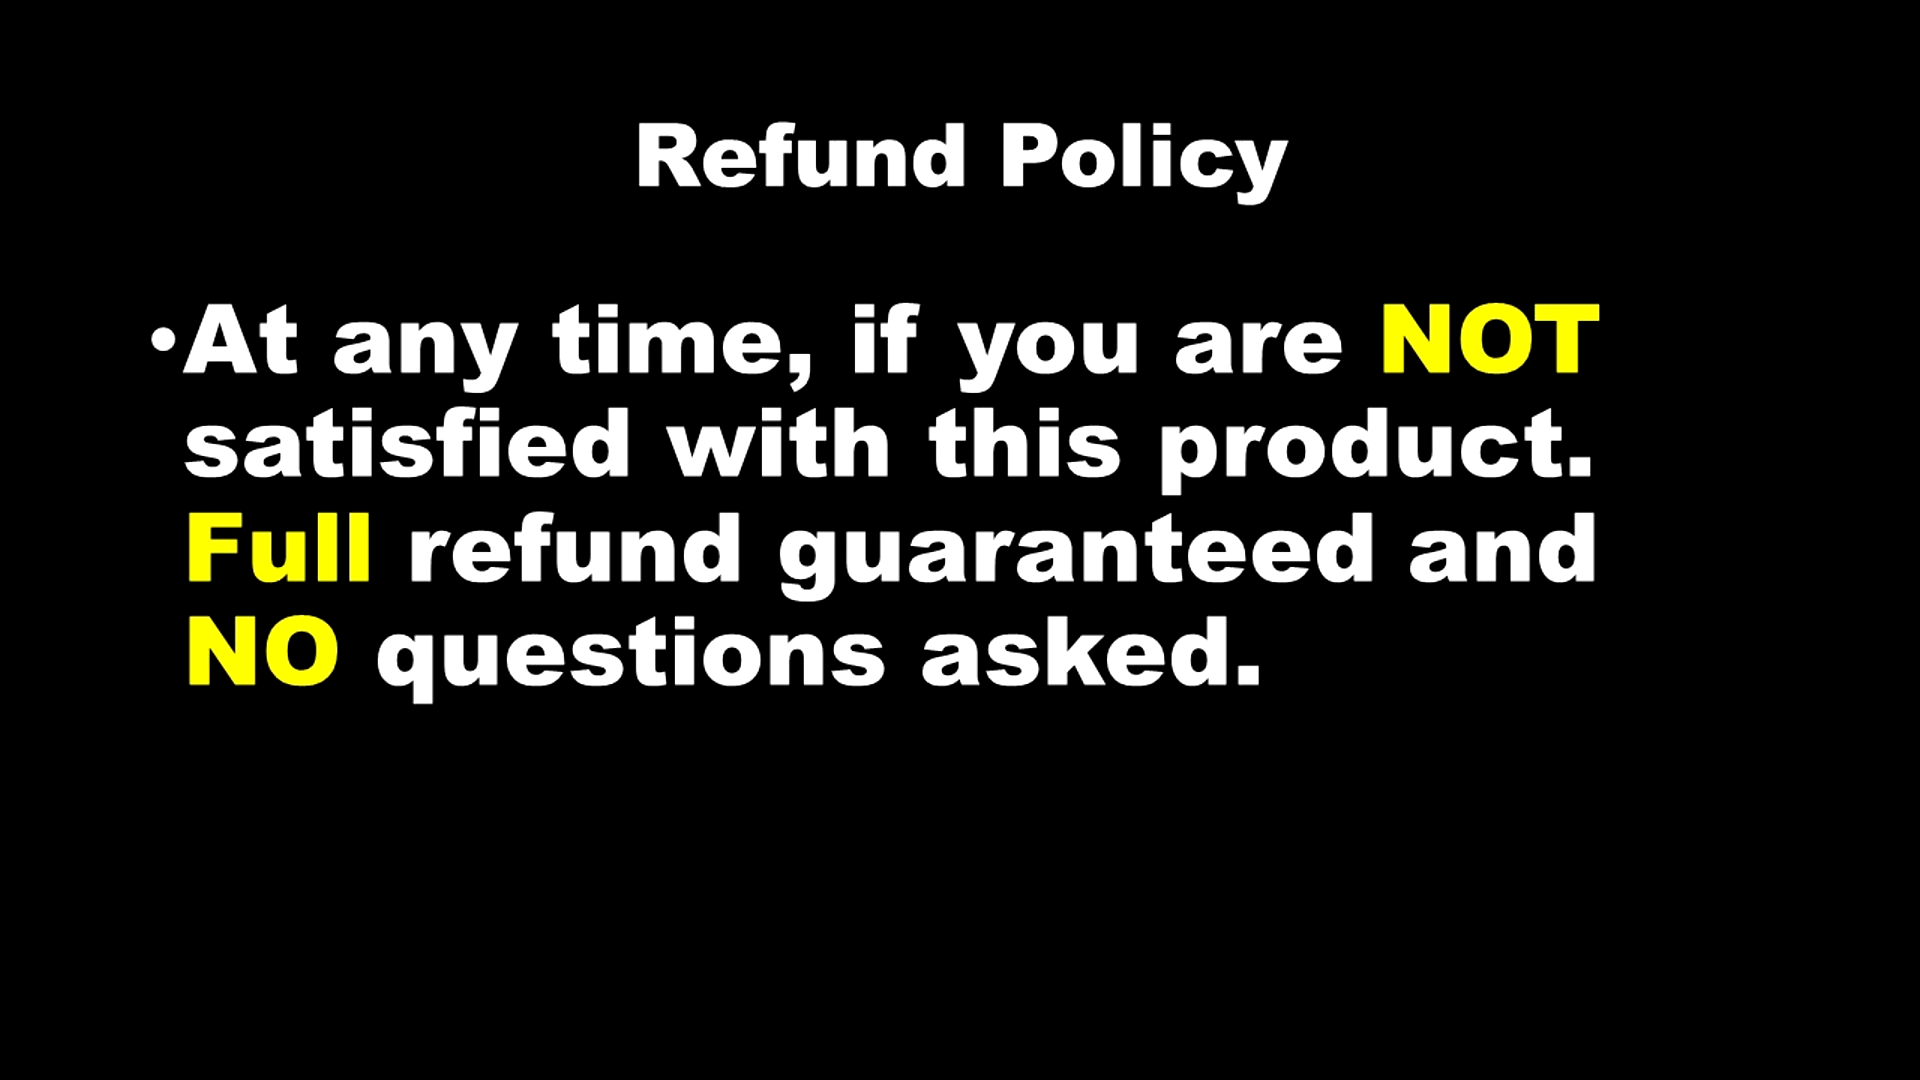 Refund Policy
•At any time, if you are NOT
satisfied with this product.
Full refund guaranteed and
NO questions asked.